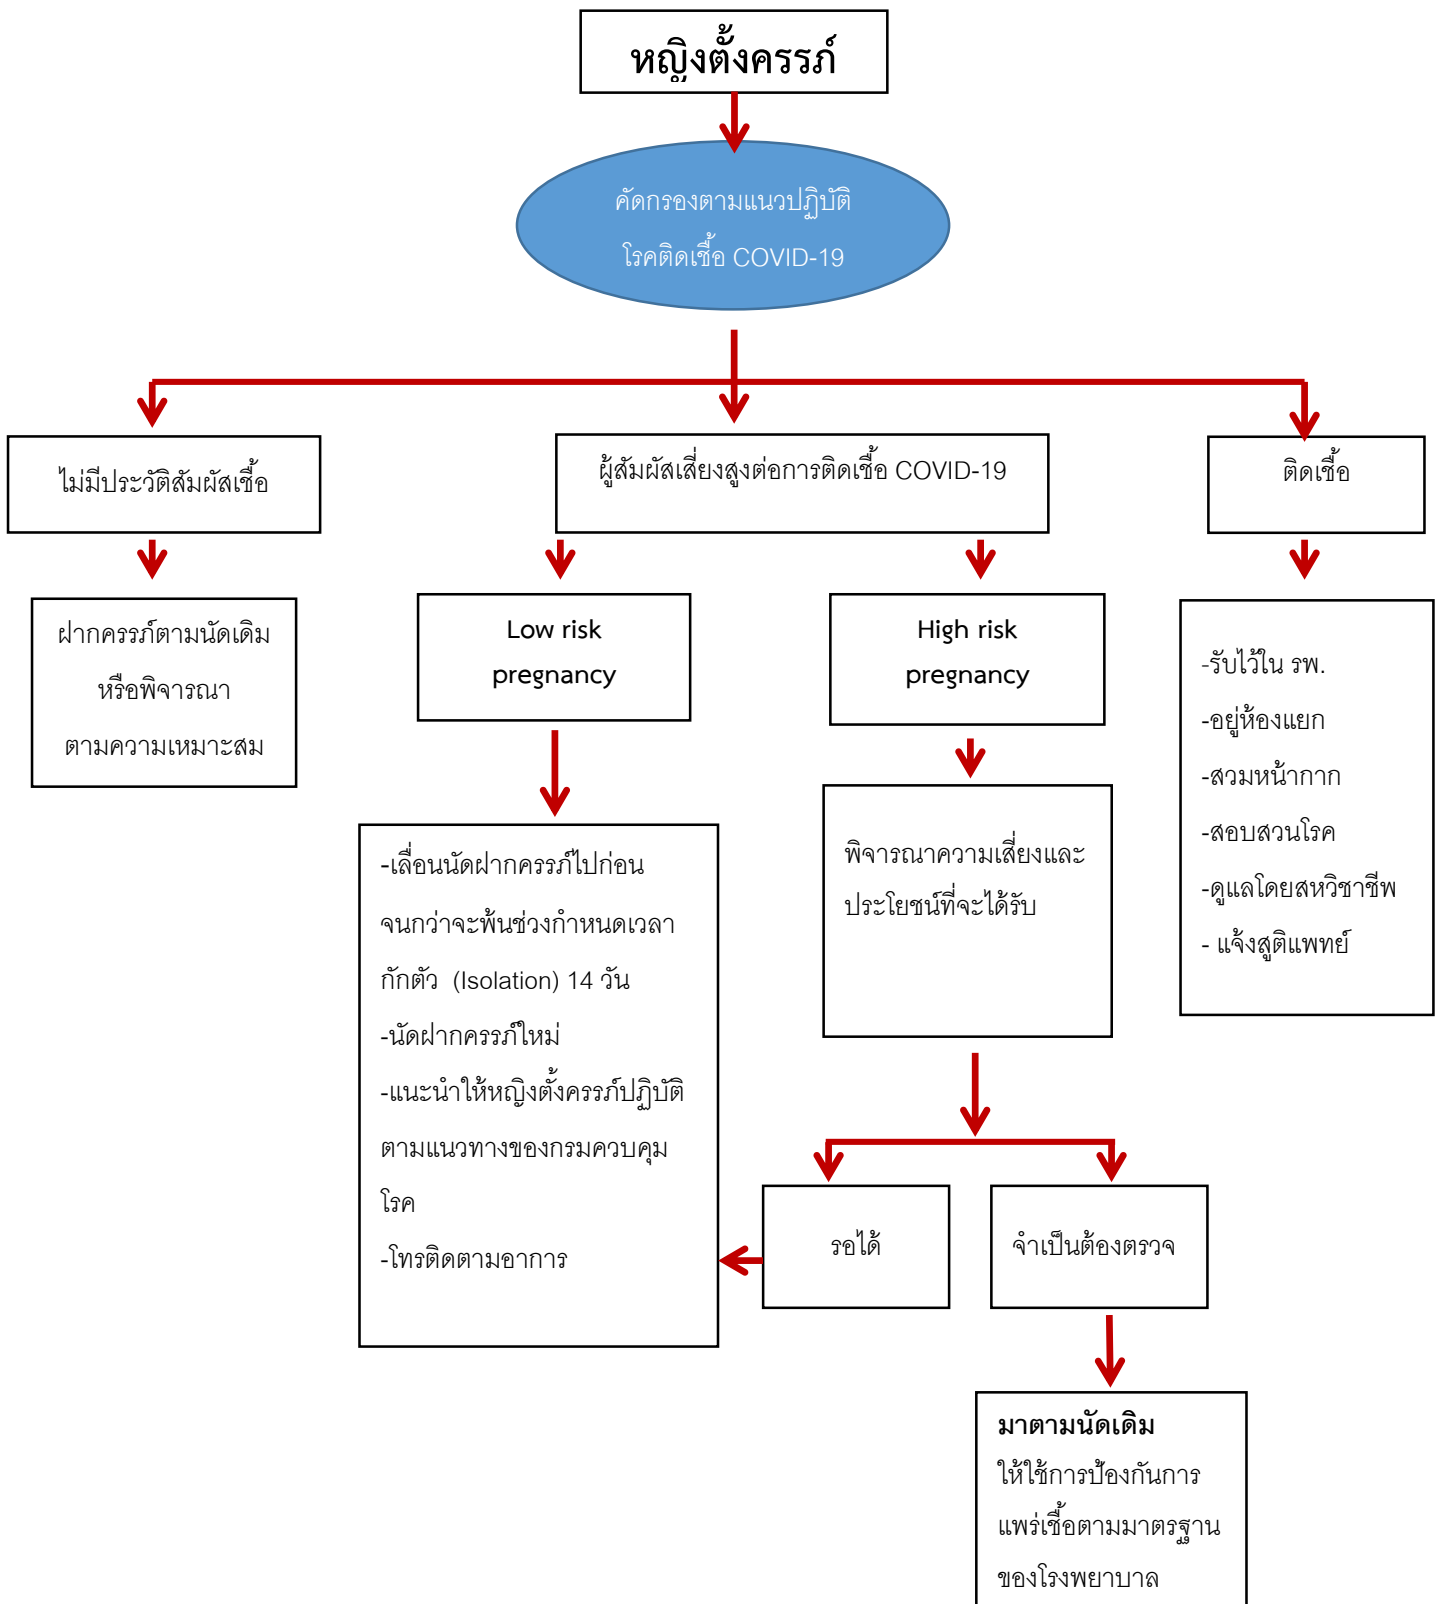 หญิงตั้งครรภ์
คัดกรองตามแนวปฏิบัติ
โรคติดเชื้อ COVID-19
ไม่มีประวัติสัมผัสเชื้อ
ผู้สัมผัสเสี่ยงสูงต่อการติดเชื้อ COVID-19
ติดเชื้อ
ฝากครรภ์ตามนัดเดิม
หรือพิจารณา
ตามความเหมาะสม
Low risk
pregnancy
High risk
pregnancy
-รับไว้ใน รพ.
-อยู่ห้องแยก
-สวมหน้ากาก
-สอบสวนโรค
-ดูแลโดยสหวิชาชีพ
- แจ้งสูติแพทย์
-เลื่อนนัดฝากครรภ์ไปก่อน
จนกว่าจะพ้นช่วงกำหนดเวลา
กักตัว  (Isolation) 14 วัน
-นัดฝากครรภ์ใหม่
-แนะนำให้หญิงตั้งครรภ์ปฏิบัติ
ตามแนวทางของกรมควบคุม
โรค
-โทรติดตามอาการ
พิจารณาความเสี่ยงและ
ประโยชน์ที่จะได้รับ
รอได้
จำเป็นต้องตรวจ
มาตามนัดเดิม
ให้ใช้การป้องกันการ
แพร่เชื้อตามมาตรฐาน
ของโรงพยาบาล